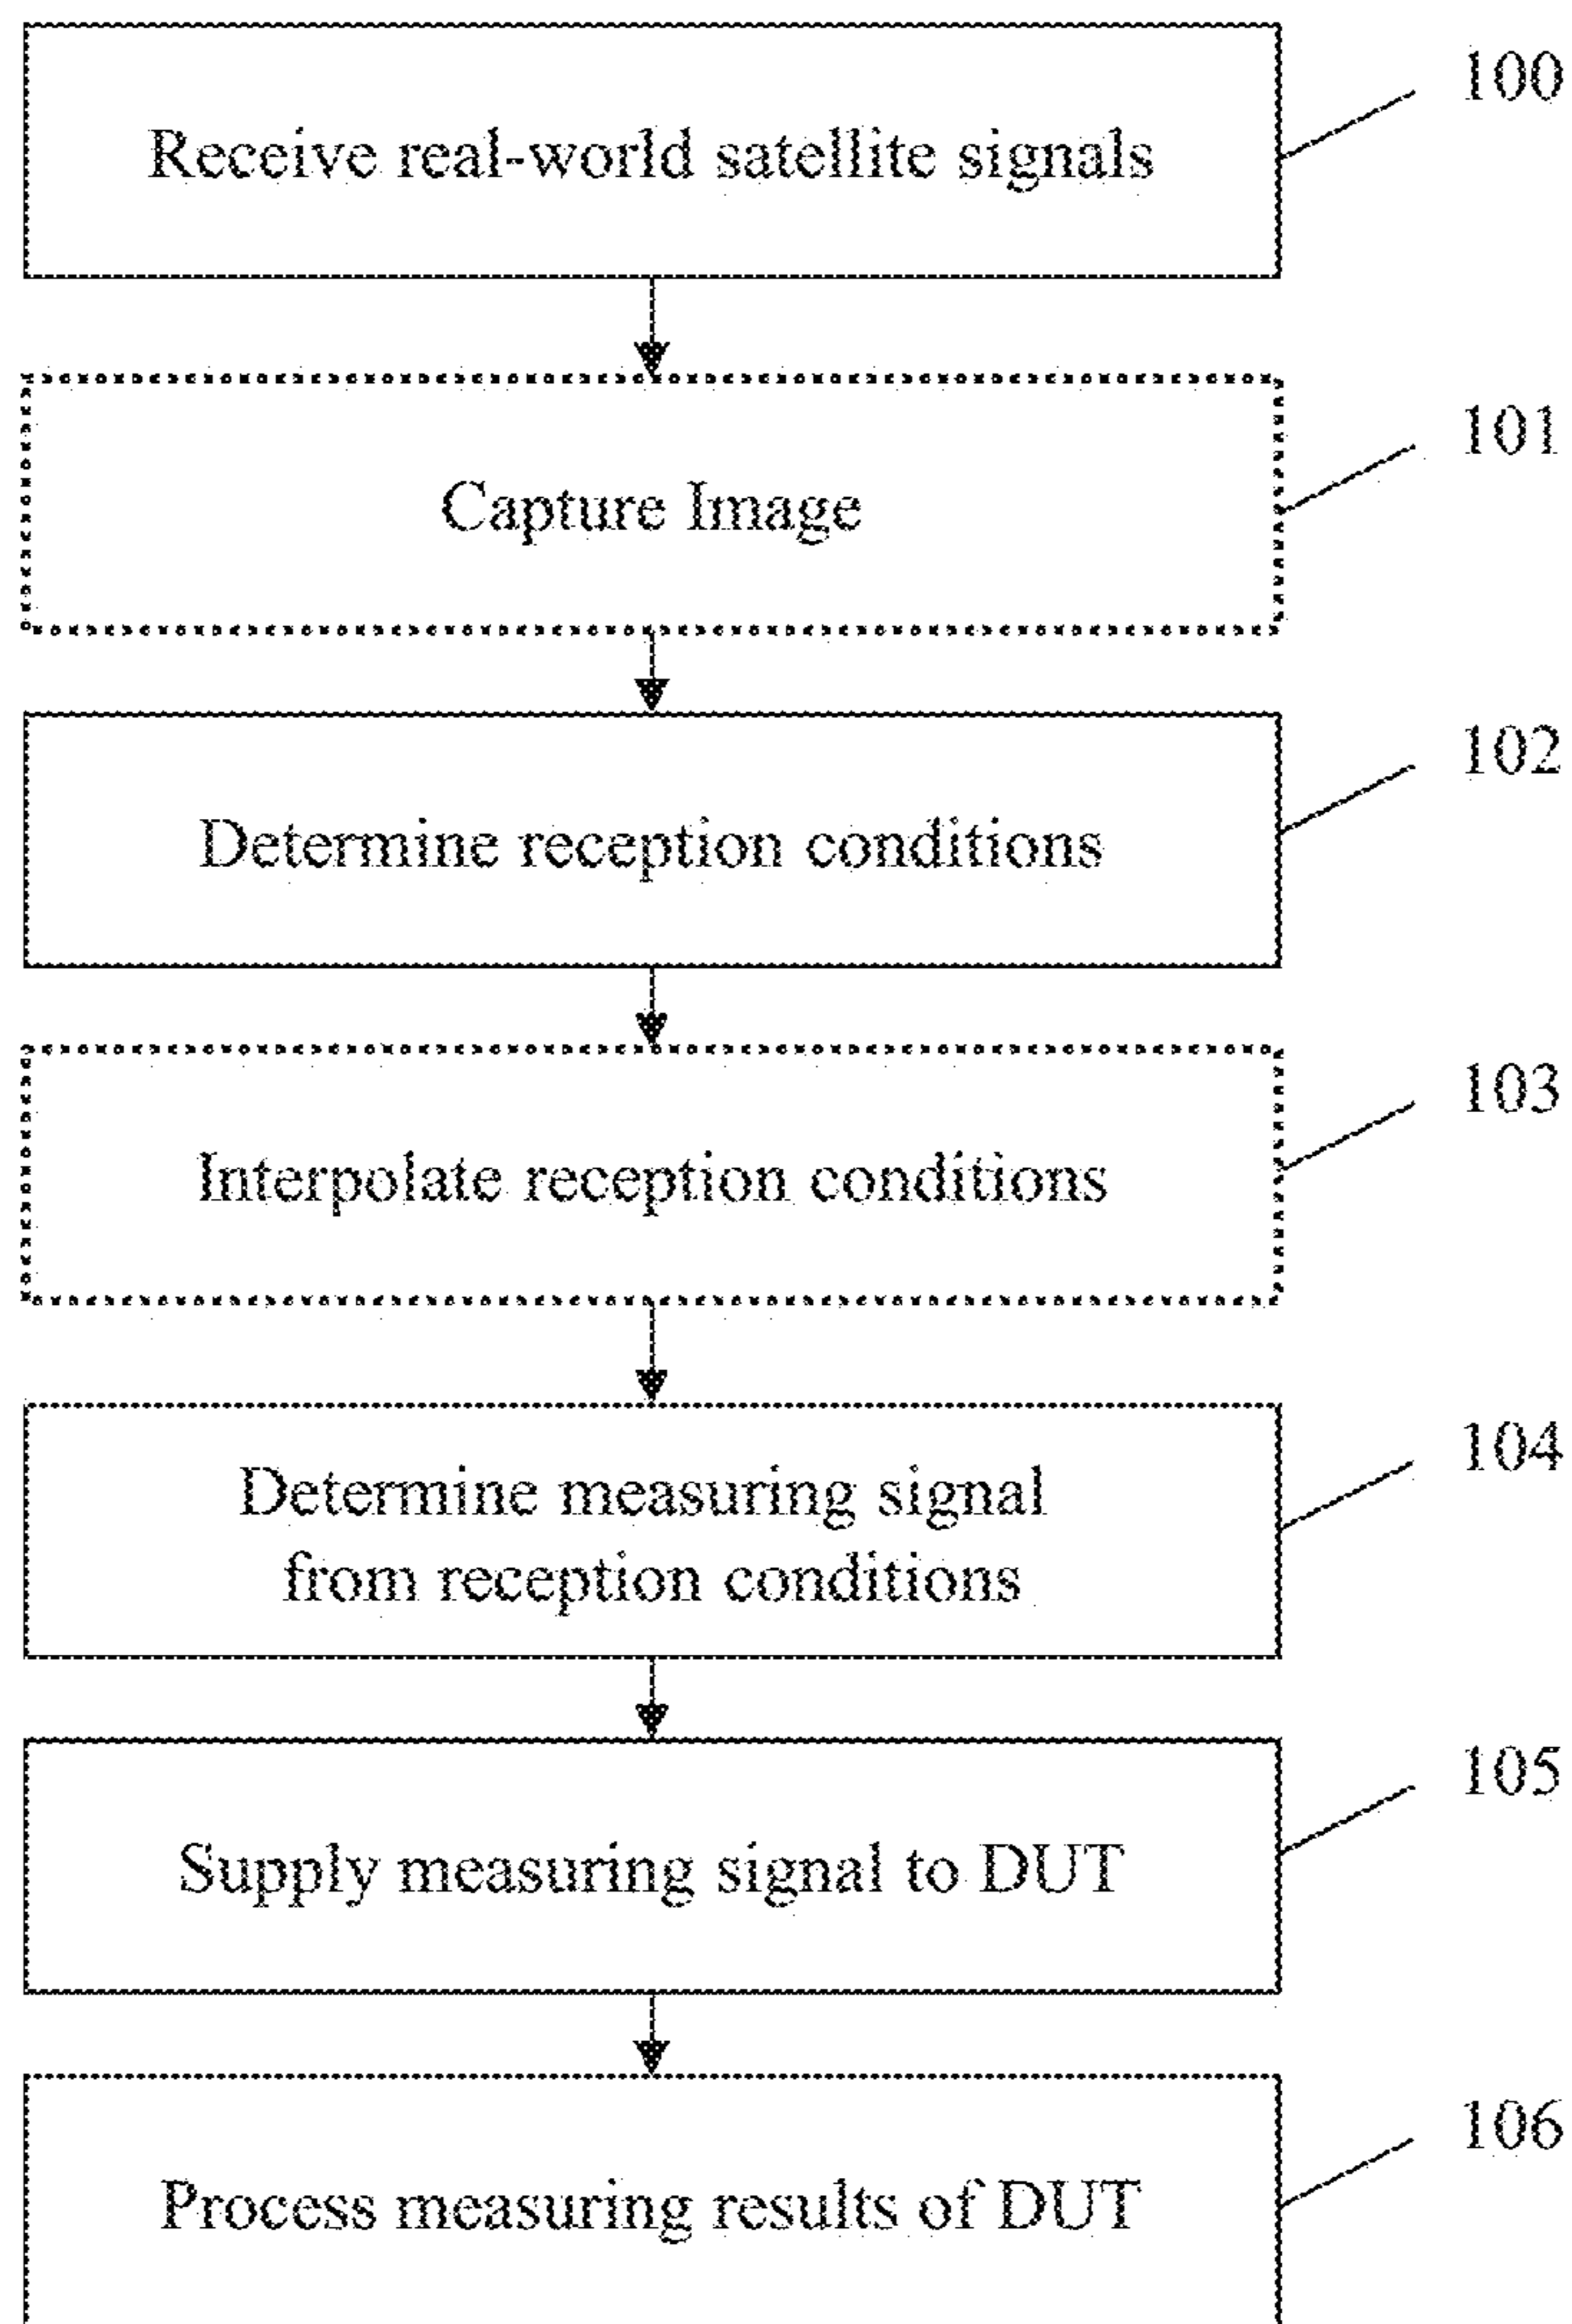 Receive real-world satellite signals
100
Capture Image
101
Determine reception conditions
102
Interpolate reception conditions
103
Determine measuring signal
from reception conditions
104
Supply measuring signal to DUT
105
Process measuring results of DUT
106